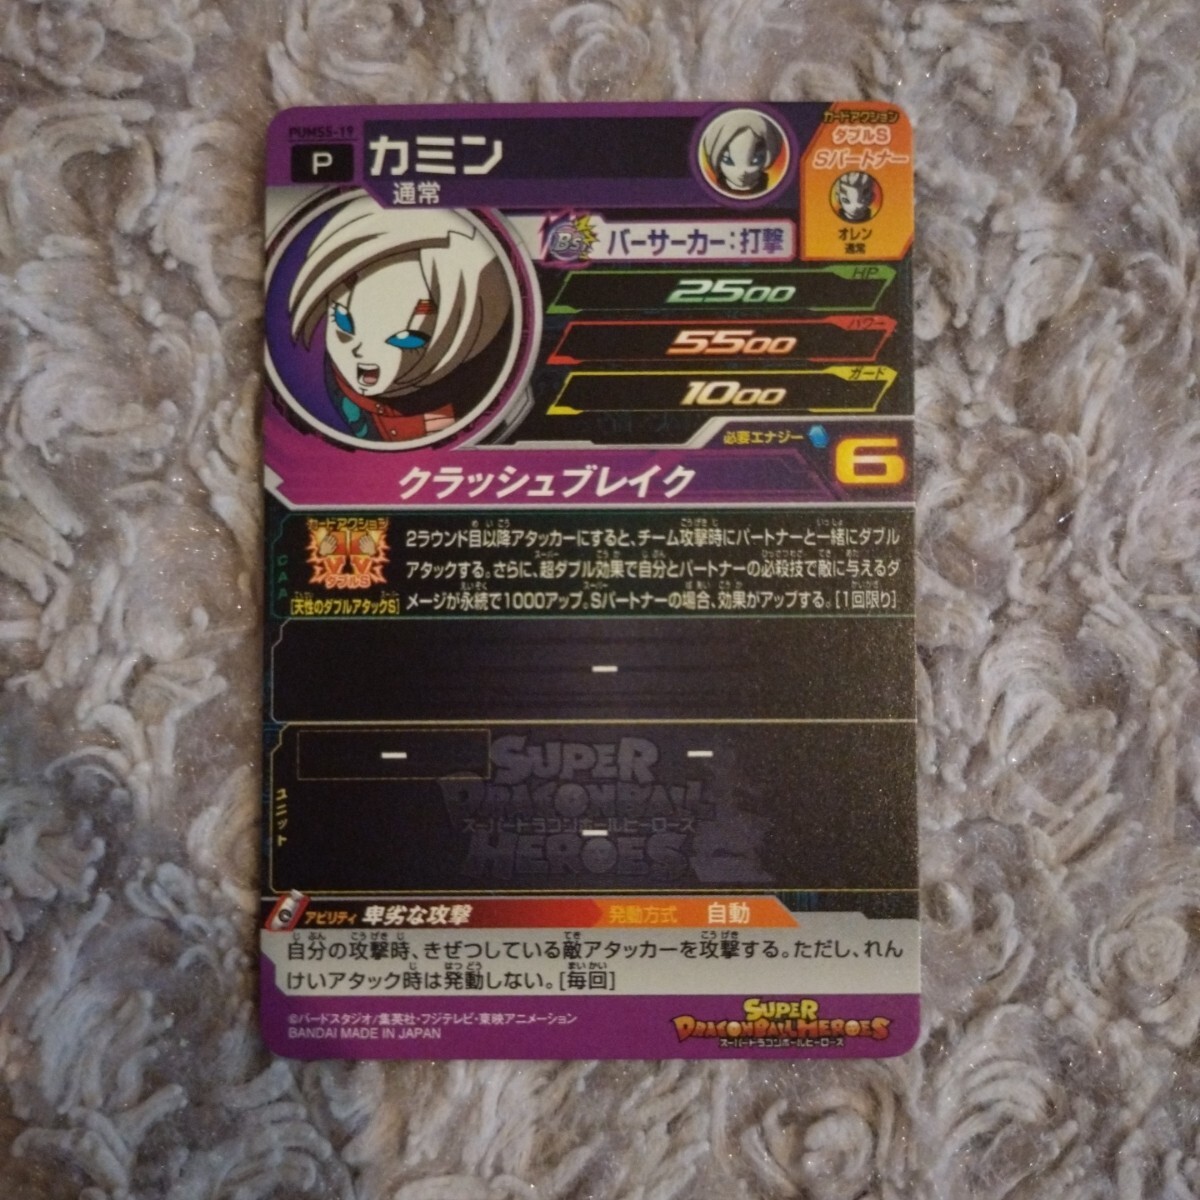 PUMS5-19
P
カミン
通常
カードアクション
ダブルS
Sパートナー
オレン
通常
Bs
バーサーカー:打撃
HP
2500
パワー
5500
ガード
1000
必要エナジー
6
クラッシュブレイク
CAA
カードアクション
ダブルS
[天性のダブルアタックS]
2ラウンド目以降アタッカーにすると、チーム攻撃時にパートナーと一緒にダブル
アタックする。さらに、超ダブル効果で自分とパートナーの必殺技で敵に与えるダ
メージが永続で1000アップ。Sパートナーの場合、効果がアップする。[1回限り]
ー
ユニット
ー
ー
ー
SUPER
DRAGONBALL
スーパードラゴンボールヒーローズ
HEROES
アビリティ 卑劣な攻撃
発動方式 自動
自分の攻撃時、きぜつしている敵アタッカーを攻撃する。ただし、れん
けいアタック時は発動しない。[毎回]
©バードスタジオ/集英社・フジテレビ・東映アニメーション
BANDAI MADE IN JAPAN
SUPER
DRAGONBALL HEROES
スーパードラゴンボールヒーローズ